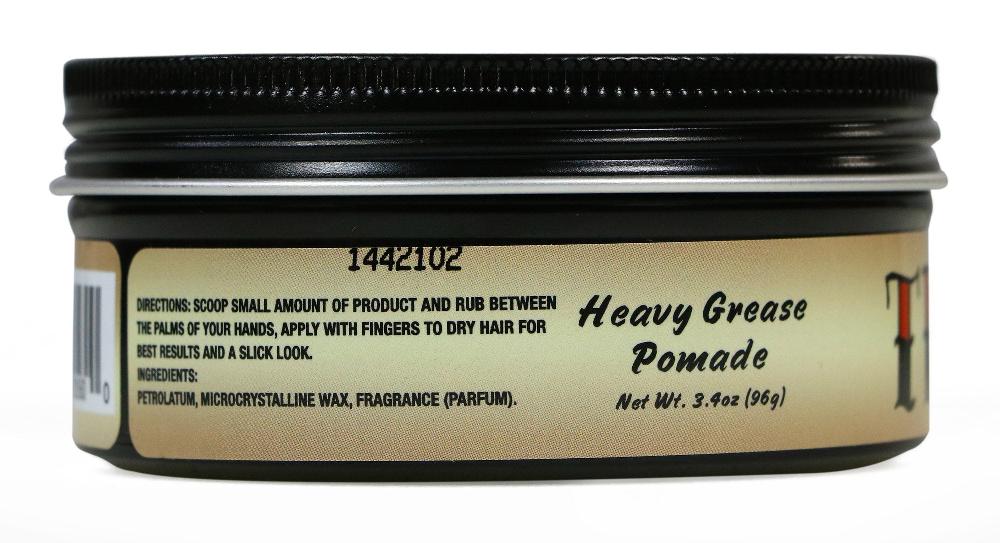 1442102
DIRECTIONS: SCOOP SMALL AMOUNT OF PRODUCT AND RUB BETWEEN
THE PALMS OF YOUR HANDS, APPLY WITH FINGERS TO DRY HAIR FOR
BEST RESULTS AND A SLICK LOOK.
INGREDIENTS:
PETROLATUM, MICROCRYSTALLINE WAX, FRAGRANCE (PARFUM).
Heavy Grease
Pomade
Net Wt. 3.4oz (96g)
0